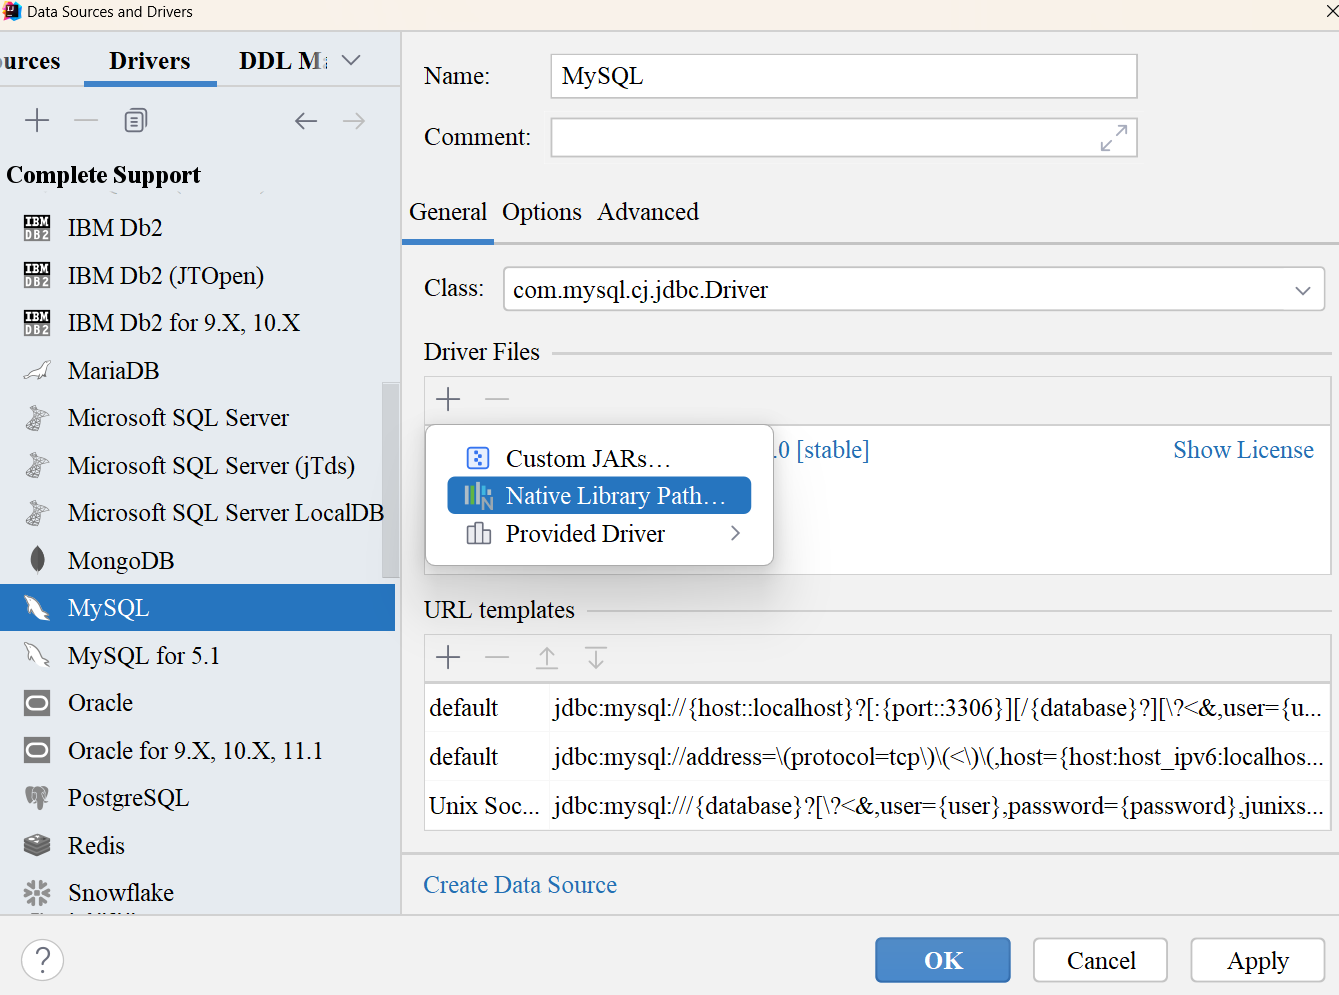 Data Sources and Drivers
urces Drivers DDL M
Complete Support
IBM Db2
IBM Db2 (JTOpen)
IBM Db2 for 9.X, 10.X
MariaDB
Microsoft SQL Server
Microsoft SQL Server (jTds)
Microsoft SQL Server LocalDB
MongoDB
MySQL
MySQL for 5.1
Oracle
Oracle for 9.X, 10.X, 11.1
PostgreSQL
Redis
Snowflake
Name: MySQL
Comment:
General Options Advanced
Class: com.mysql.cj.jdbc.Driver
Driver Files
.0 [stable] Show License
Custom JARs...
Native Library Path...
Provided Driver
URL templates
default jdbc:mysql://{host::localhost}?[:{port::3306}][/{database}?][\?<&,user={u...
default jdbc:mysql://address=\(protocol=tcp\)\(<\)\(,host={host:host_ipv6:localhos...
Unix Soc... jdbc:mysql:///{database}?[\?<&,user={user},password={password},junixs...
Create Data Source
?
OK Cancel Apply